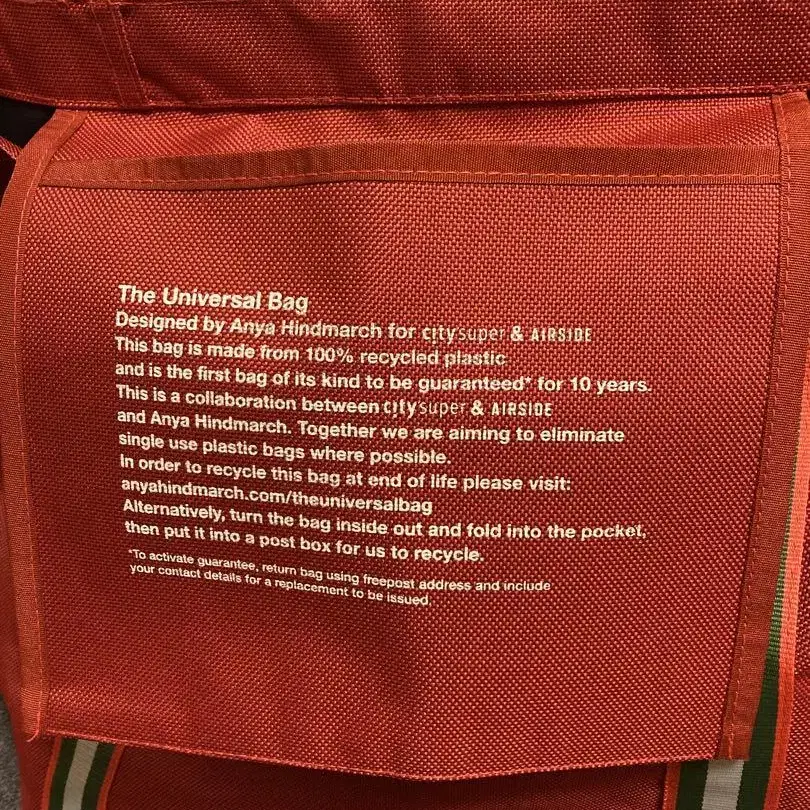 The Universal Bag
Designed by Anya Hindmarch for city'super & AIRSIDE
This bag is made from 100% recycled plastic
and is the first bag of its kind to be guaranteed* for 10 years.
This is a collaboration between city'super & AIRSIDE
and Anya Hindmarch. Together we are aiming to eliminate
single use plastic bags where possible.
In order to recycle this bag at end of life please visit:
anyahindmarch.com/theuniversalbag
Alternatively, turn the bag inside out and fold into the pocket,
then put it into a post box for us to recycle.
*To activate guarantee, return bag using freepost address and include
your contact details for a replacement to be issued.